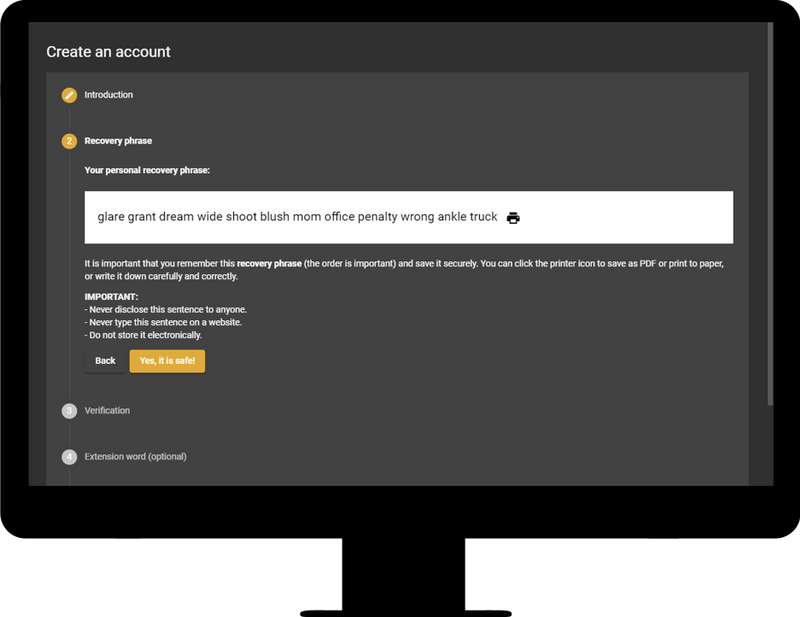 Create an account
Introduction
2 Recovery phrase
Your personal recovery phrase:
glare grant dream wide shoot blush mom office penalty wrong ankle truck
It is important that you remember this recovery phrase (the order is important) and save it securely. You can click the printer icon to save as PDF or print to paper,
or write it down carefully and correctly.
IMPORTANT:
- Never disclose this sentence to anyone.
- Never type this sentence on a website.
- Do not store it electronically.
Back Yes, it is safe!
3 Verification
4 Extension word (optional)